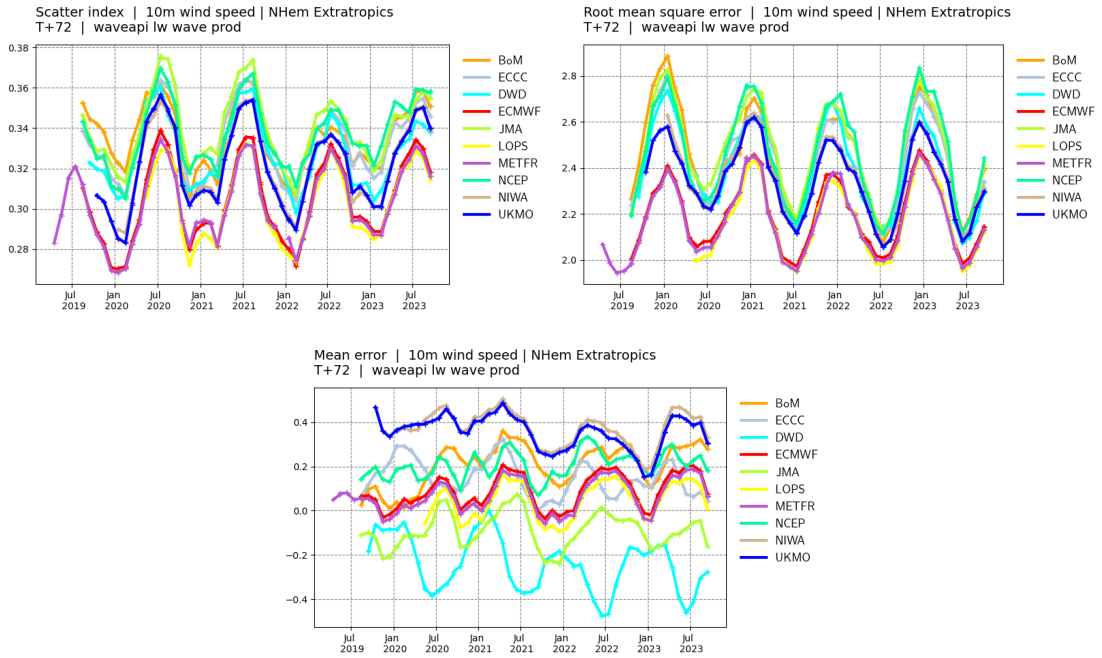 Scatter index | 10m wind speed | NHem Extratropics
T+72 | waveapi lw wave prod
0.38
0.36
0.34
0.32
0.30
0.28
Jul 2019
Jan 2020
Jul 2020
Jan 2021
Jul 2021
Jan 2022
Jul 2022
Jan 2023
Jul 2023
BoM
ECCC
DWD
ECMWF
JMA
LOPS
METFR
NCEP
NIWA
UKMO
Root mean square error | 10m wind speed | NHem Extratropics
T+72 | waveapi lw wave prod
2.8
2.6
2.4
2.2
2.0
Jul 2019
Jan 2020
Jul 2020
Jan 2021
Jul 2021
Jan 2022
Jul 2022
Jan 2023
Jul 2023
BoM
ECCC
DWD
ECMWF
JMA
LOPS
METFR
NCEP
NIWA
UKMO
Mean error | 10m wind speed | NHem Extratropics
T+72 | waveapi lw wave prod
0.4
0.2
0.0
−0.2
−0.4
Jul 2019
Jan 2020
Jul 2020
Jan 2021
Jul 2021
Jan 2022
Jul 2022
Jan 2023
Jul 2023
BoM
ECCC
DWD
ECMWF
JMA
LOPS
METFR
NCEP
NIWA
UKMO